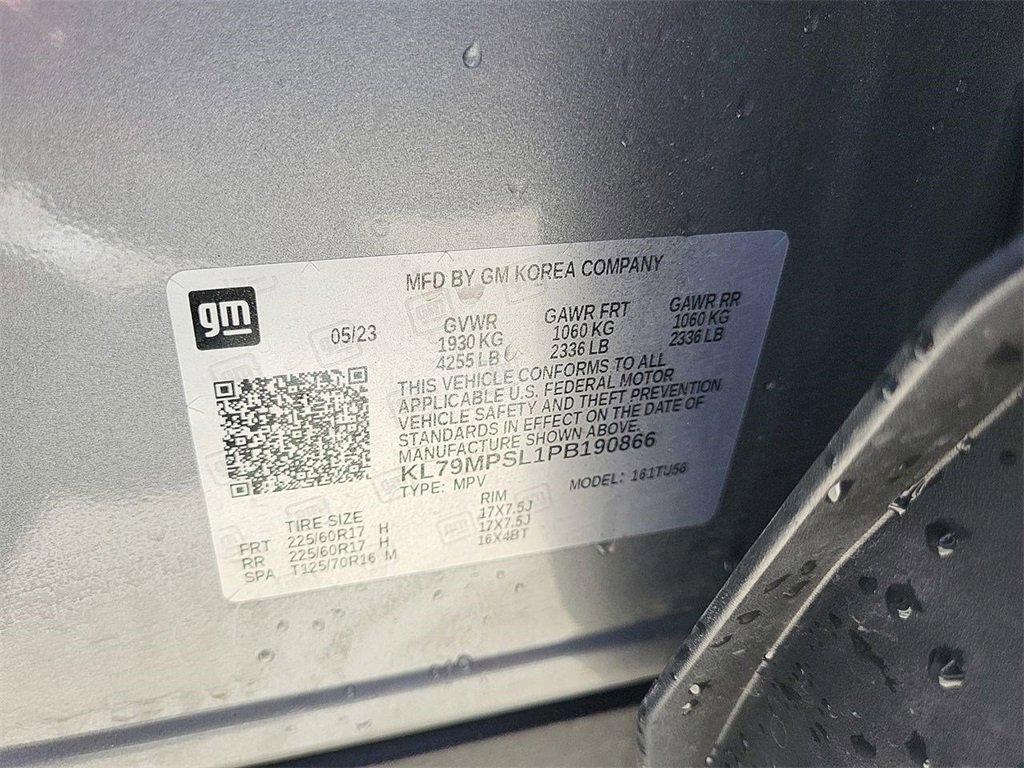 gm
MFD BY GM KOREA COMPANY
05/23
GVWR
1930 KG
4255 LB
GAWR FRT
1060 KG
2336 LB
GAWR RR
1060 KG
2336 LB
THIS VEHICLE CONFORMS TO ALL
APPLICABLE U.S. FEDERAL MOTOR
VEHICLE SAFETY AND THEFT PREVENTION
STANDARDS IN EFFECT ON THE DATE OF
MANUFACTURE SHOWN ABOVE.
KL79MPSL1PB190866
TYPE: MPV MODEL: 161TU56
TIRE SIZE RIM
FRT 225/60R17 H 17X7.5J
RR 225/60R17 H 17X7.5J
SPA T125/70R16 M 16X4BT